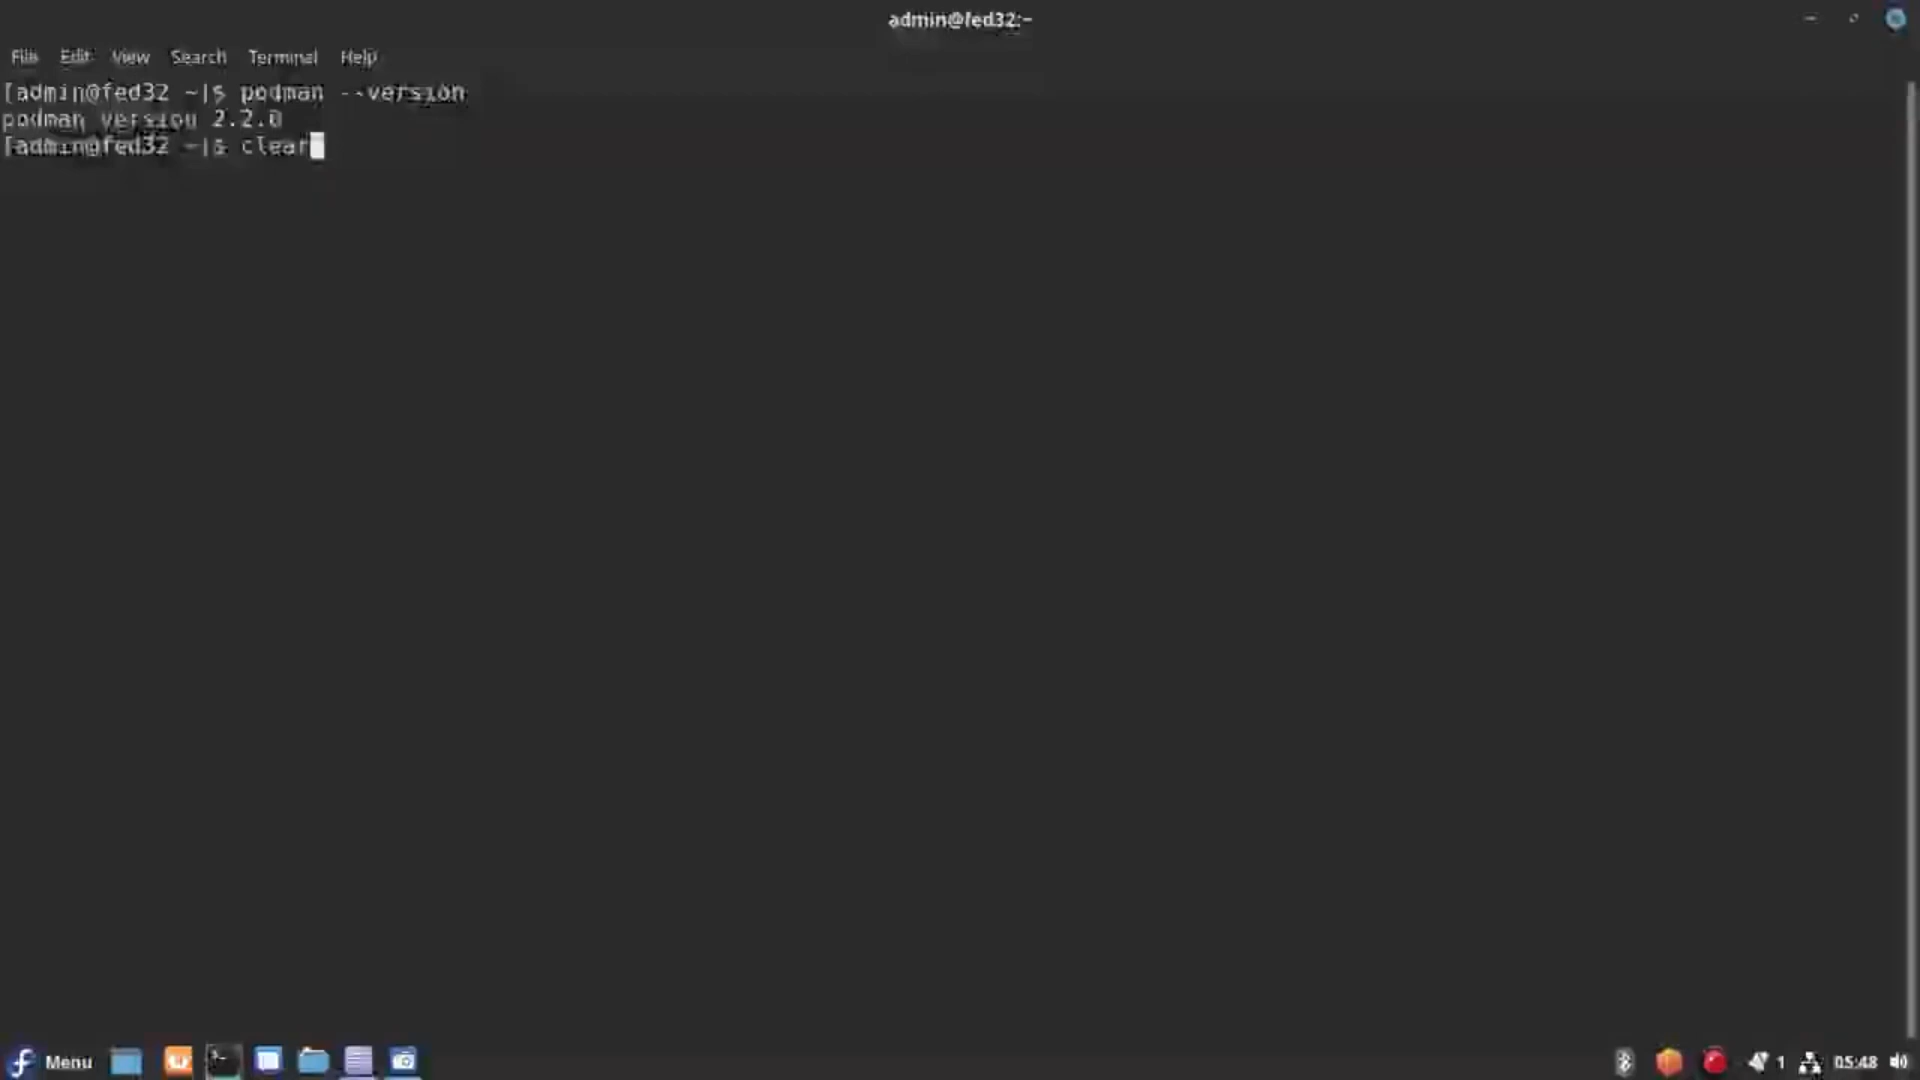 admin@fed32:~
File Edit View Search Terminal Help
[admin@fed32 ~]$ podman --version
podman version 2.2.0
[admin@fed32 ~]$ clear
Menu
1
05:48